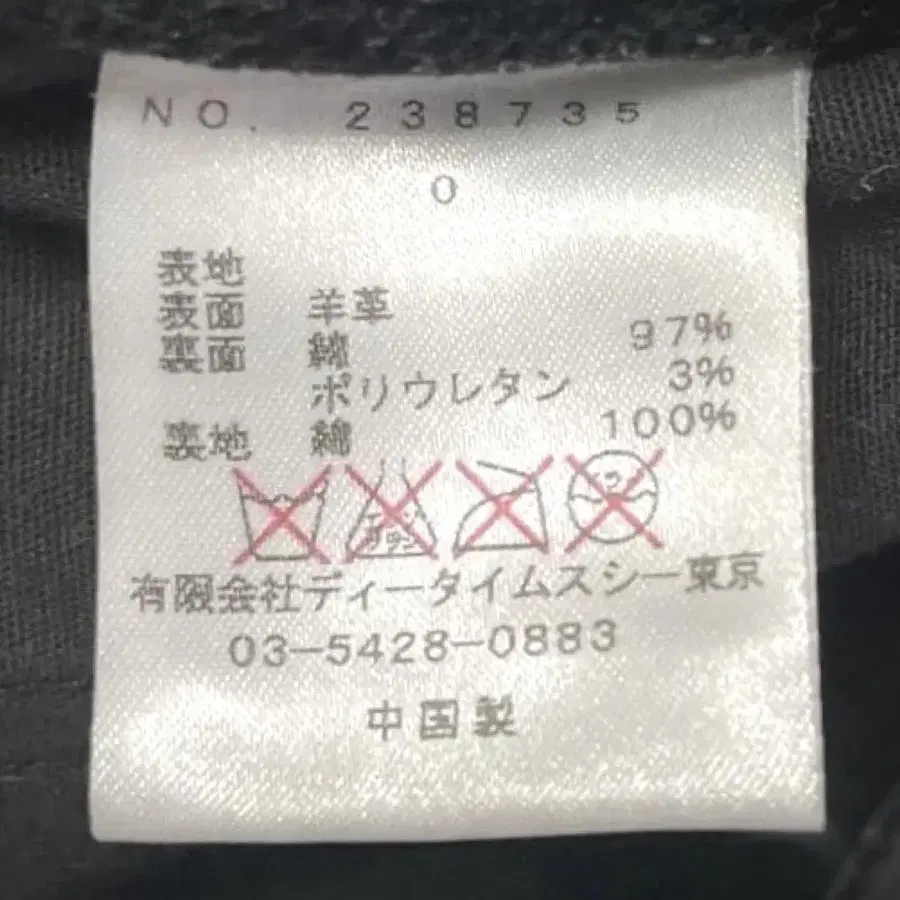 NO. 238735
0
表地
表面 羊革
裏面 綿 97%
ポリウレタン 3%
裏地 綿 100%
有限会社ディータイムスシー東京
03-5428-0883
中国製